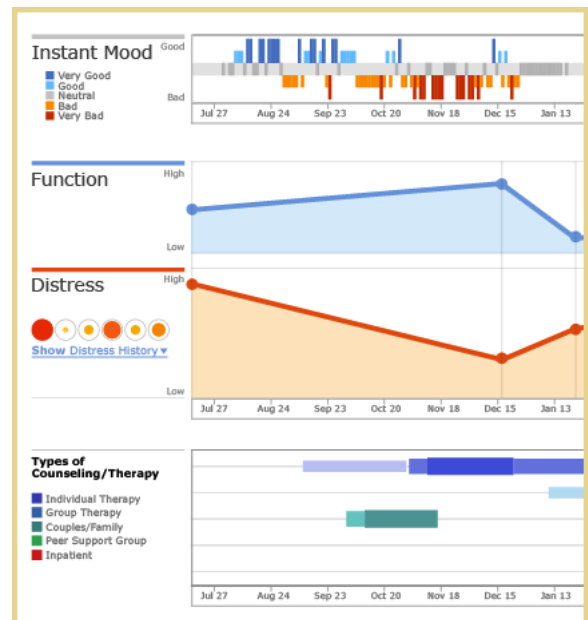 Instant Mood
Good
Very Good
Good
Neutral
Bad
Very Bad
Bad
Jul 27 Aug 24 Sep 23 Oct 20 Nov 18 Dec 15 Jan 13
Function
High
Low
Distress
High
Show Distress History ▾
Low
Jul 27 Aug 24 Sep 23 Oct 20 Nov 18 Dec 15 Jan 13
Types of
Counseling/Therapy
Individual Therapy
Group Therapy
Couples/Family
Peer Support Group
Inpatient
Jul 27 Aug 24 Sep 23 Oct 20 Nov 18 Dec 15 Jan 13